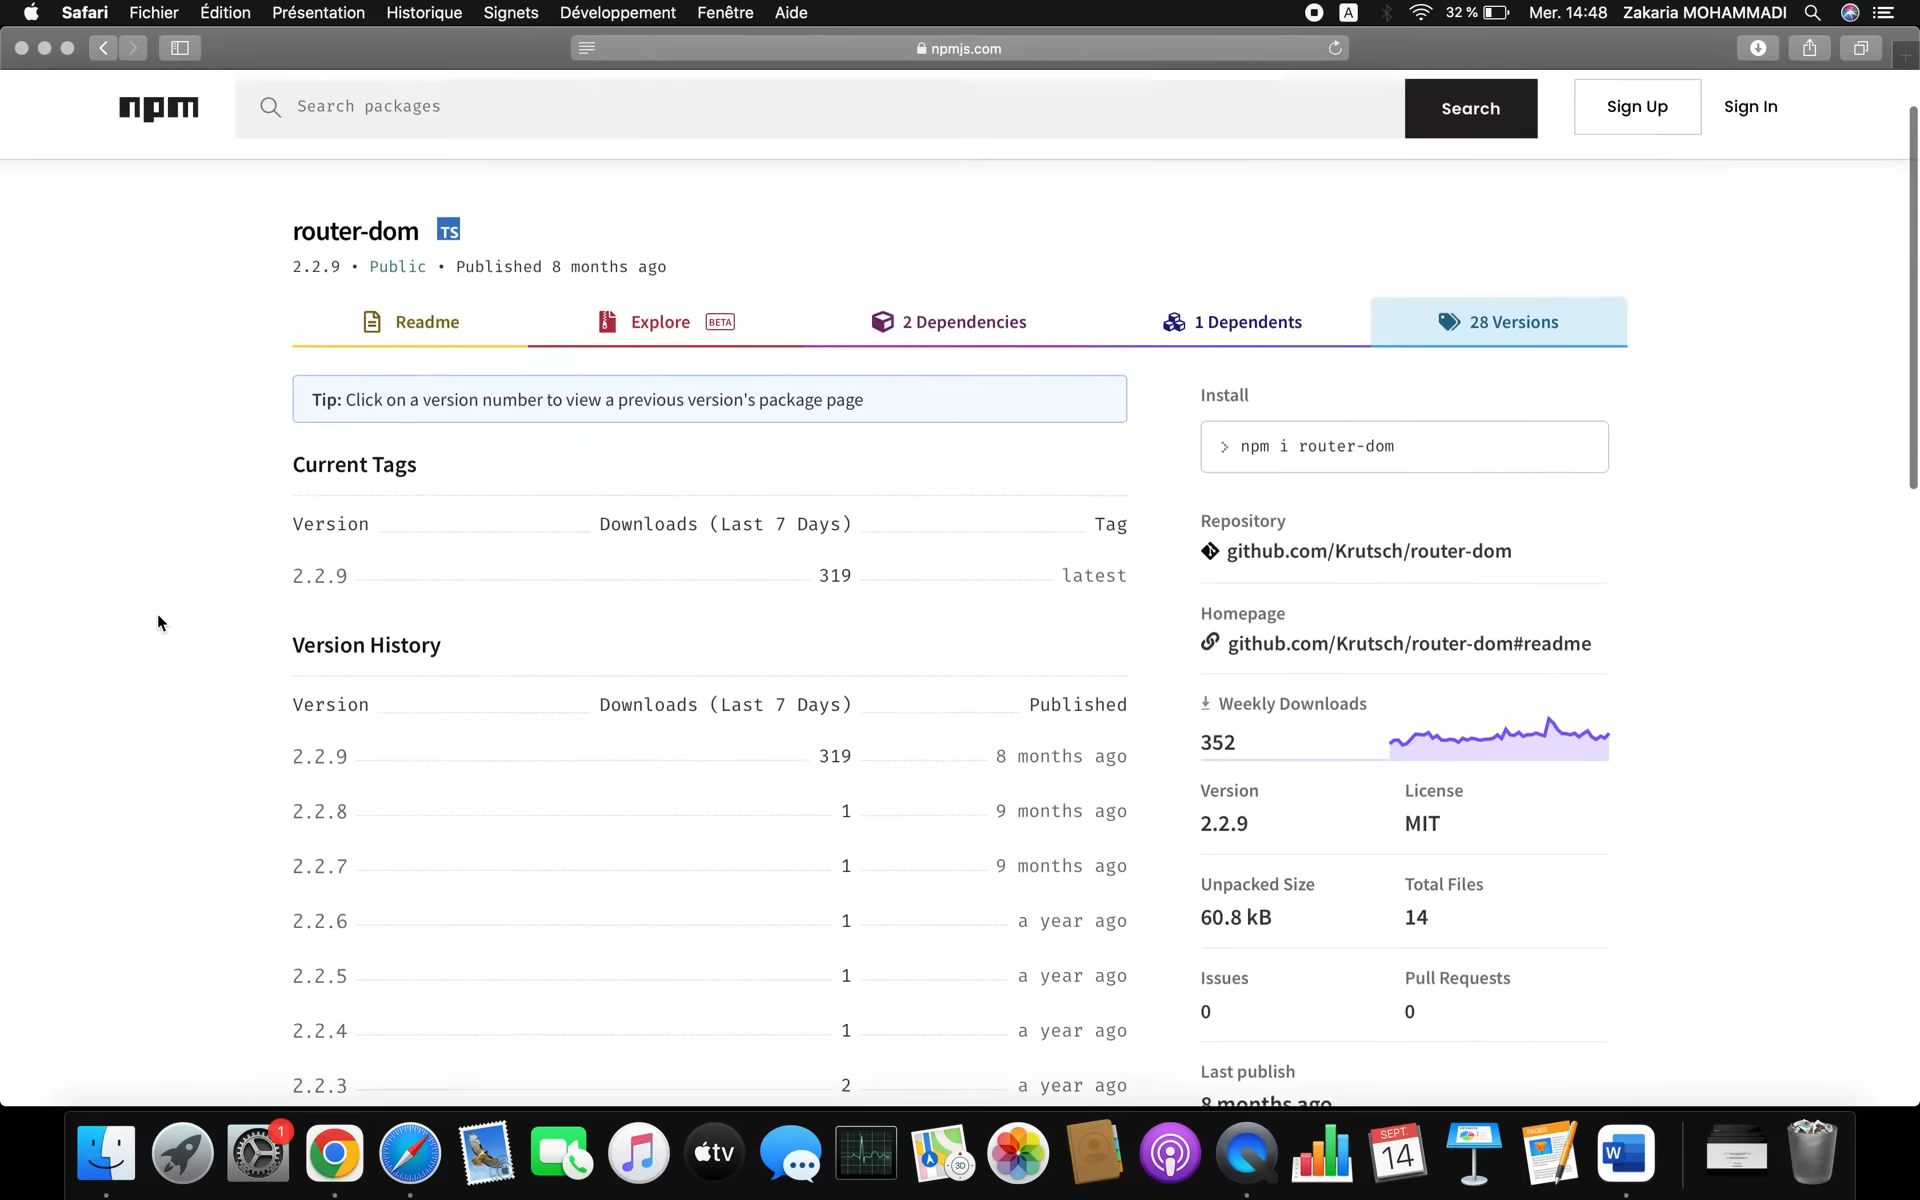 Safari Fichier Édition Présentation Historique Signets Développement Fenêtre Aide A 32 % Mer. 14:48 Zakaria MOHAMMADI
npmjs.com
npm Search packages Search Sign Up Sign In
router-dom TS
2.2.9 • Public • Published 8 months ago
Readme Explore BETA 2 Dependencies 1 Dependents 28 Versions
Tip: Click on a version number to view a previous version's package page
Current Tags
Version Downloads (Last 7 Days) Tag
2.2.9 319 latest
Version History
Version Downloads (Last 7 Days) Published
2.2.9 319 8 months ago
2.2.8 1 9 months ago
2.2.7 1 9 months ago
2.2.6 1 a year ago
2.2.5 1 a year ago
2.2.4 1 a year ago
2.2.3 2 a year ago
Install
> npm i router-dom
Repository
github.com/Krutsch/router-dom
Homepage
github.com/Krutsch/router-dom#readme
Weekly Downloads
352
Version License
2.2.9 MIT
Unpacked Size Total Files
60.8 kB 14
Issues Pull Requests
0 0
Last publish
8 months ago
1 tv 3D SEPT. 14 PAGES W